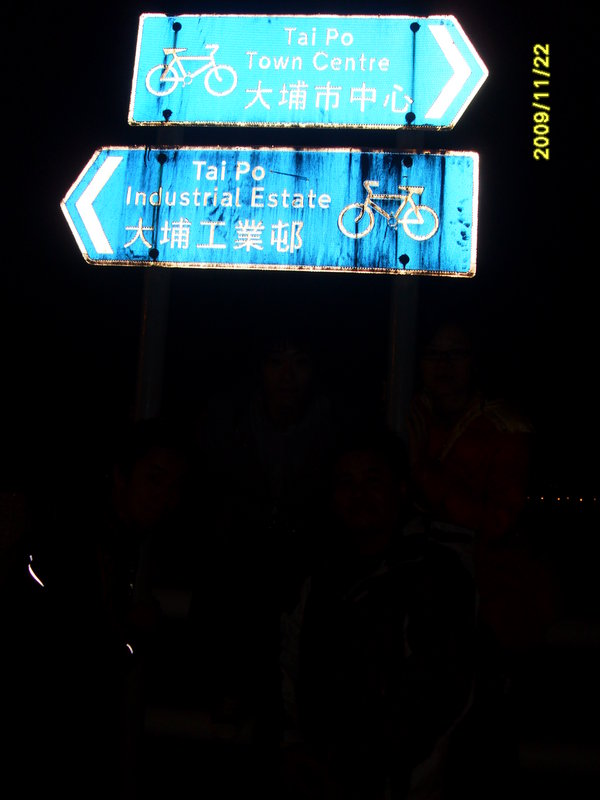 Tai Po
Town Centre
大埔市中心
Tai Po
Industrial Estate
大埔工業邨
2009/11/22